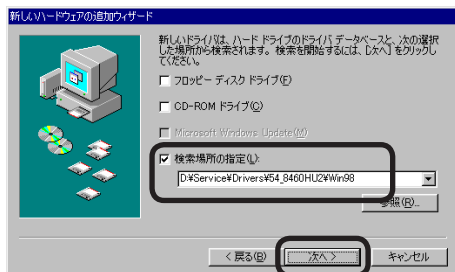 新しいハードウェアの追加ウィザード
新しいドライバは、ハード ドライブのドライバ データベースと、次の選択
した場所から検索されます。検索を開始するには、[次へ] をクリックし
てください。
フロッピー ディスク ドライブ(F)
CD-ROM ドライブ(C)
Microsoft Windows Update(M)
検索場所の指定(L):
D:¥Service¥Drivers¥54_8460HU2¥Win98
参照(R)...
< 戻る(B)
次へ >
キャンセル